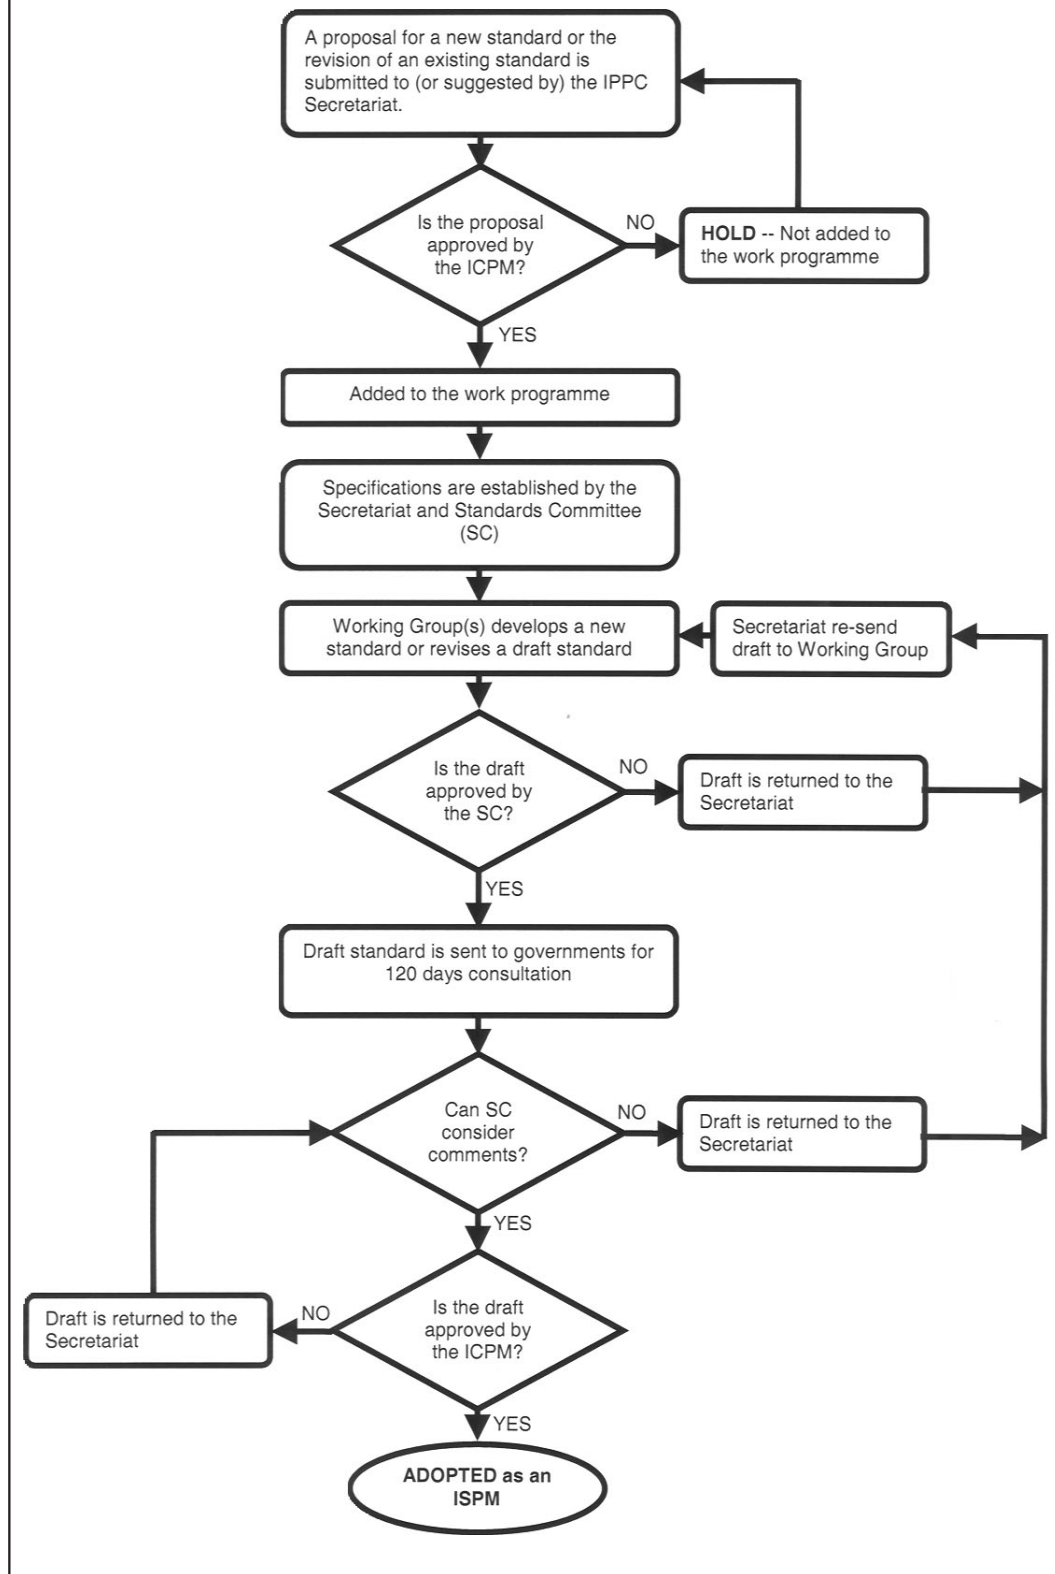 A proposal for a new standard or the
revision of an existing standard is
submitted to (or suggested by) the IPPC
Secretariat.
Is the proposal
approved by
the ICPM?
NO
HOLD -- Not added to
the work programme
YES
Added to the work programme
Specifications are established by the
Secretariat and Standards Committee
(SC)
Working Group(s) develops a new
standard or revises a draft standard
Secretariat re-send
draft to Working Group
Is the draft
approved by
the SC?
NO
Draft is returned to the
Secretariat
YES
Draft standard is sent to governments for
120 days consultation
Can SC
consider
comments?
NO
Draft is returned to the
Secretariat
YES
Is the draft
approved by
the ICPM?
NO
Draft is returned to the
Secretariat
YES
ADOPTED as an
ISPM